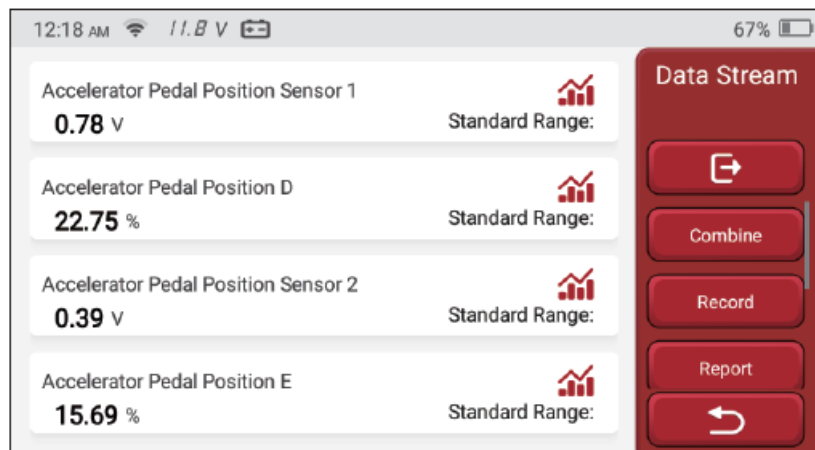 12:18 AM 11.8 V 67%
Data Stream
Accelerator Pedal Position Sensor 1
0.78 V Standard Range:
Accelerator Pedal Position D
22.75 % Standard Range:
Accelerator Pedal Position Sensor 2
0.39 V Standard Range:
Accelerator Pedal Position E
15.69 % Standard Range:
Combine
Record
Report